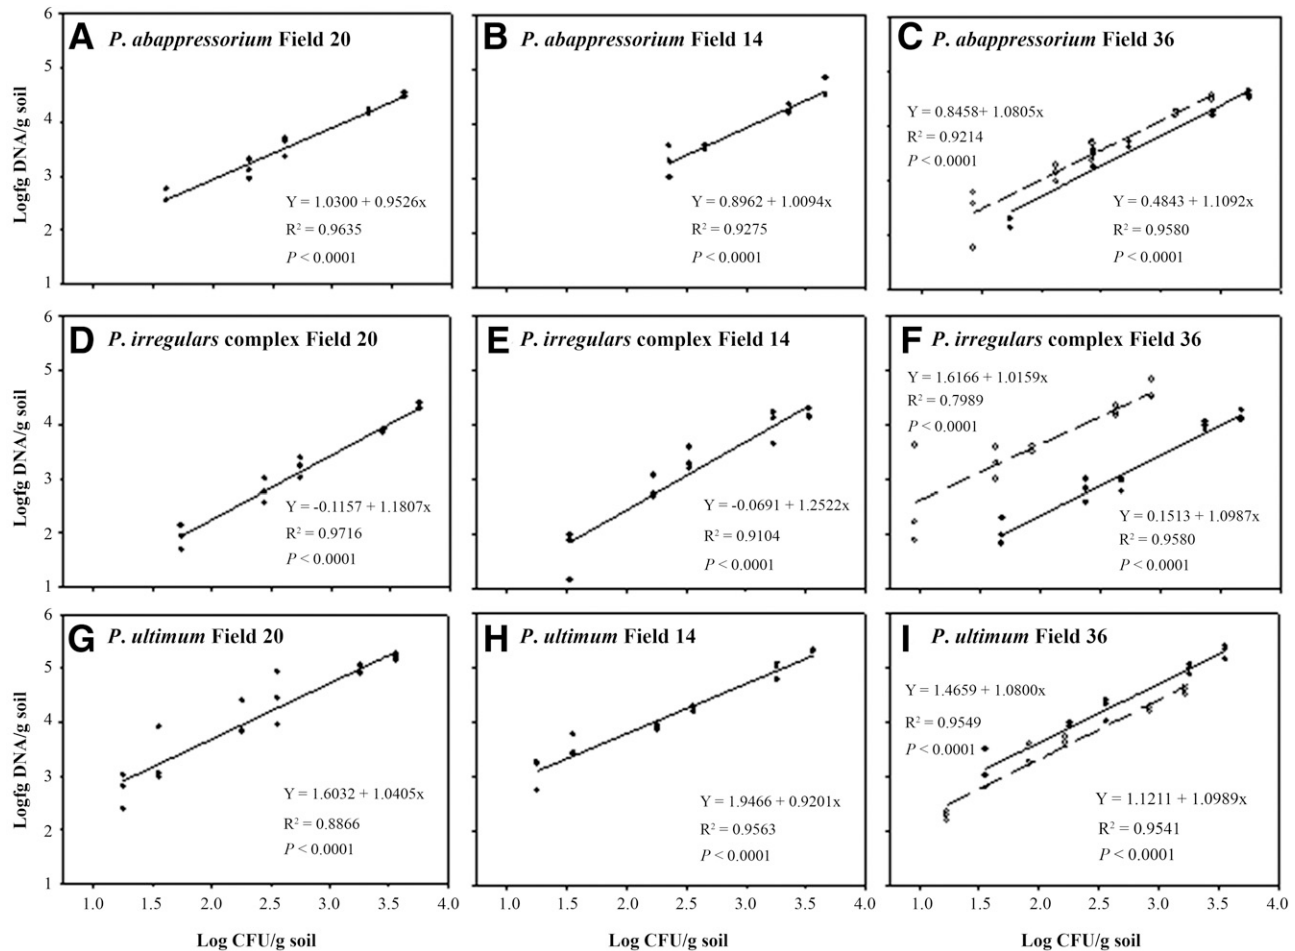 A P. abappressorium Field 20
6
5
4
3
2
1
Logfg DNA/g soil
Y = 1.0300 + 0.9526x
R² = 0.9635
P < 0.0001
B P. abappressorium Field 14
Y = 0.8962 + 1.0094x
R² = 0.9275
P < 0.0001
C P. abappressorium Field 36
Y = 0.8458+ 1.0805x
R² = 0.9214
P < 0.0001
Y = 0.4843 + 1.1092x
R² = 0.9580
P < 0.0001
D P. irregulars complex Field 20
6
5
4
3
2
1
Logfg DNA/g soil
Y = -0.1157 + 1.1807x
R² = 0.9716
P < 0.0001
E P. irregulars complex Field 14
Y = -0.0691 + 1.2522x
R² = 0.9104
P < 0.0001
F P. irregulars complex Field 36
Y = 1.6166 + 1.0159x
R² = 0.7989
P < 0.0001
Y = 0.1513 + 1.0987x
R² = 0.9580
P < 0.0001
G P. ultimum Field 20
6
5
4
3
2
1
Logfg DNA/g soil
Y = 1.6032 + 1.0405x
R² = 0.8866
P < 0.0001
1.0 1.5 2.0 2.5 3.0 3.5 4.0
Log CFU/g soil
H P. ultimum Field 14
Y = 1.9466 + 0.9201x
R² = 0.9563
P < 0.0001
1.0 1.5 2.0 2.5 3.0 3.5 4.0
Log CFU/g soil
I P. ultimum Field 36
Y = 1.4659 + 1.0800x
R² = 0.9549
P < 0.0001
Y = 1.1211 + 1.0989x
R² = 0.9541
P < 0.0001
1.0 1.5 2.0 2.5 3.0 3.5 4.0
Log CFU/g soil